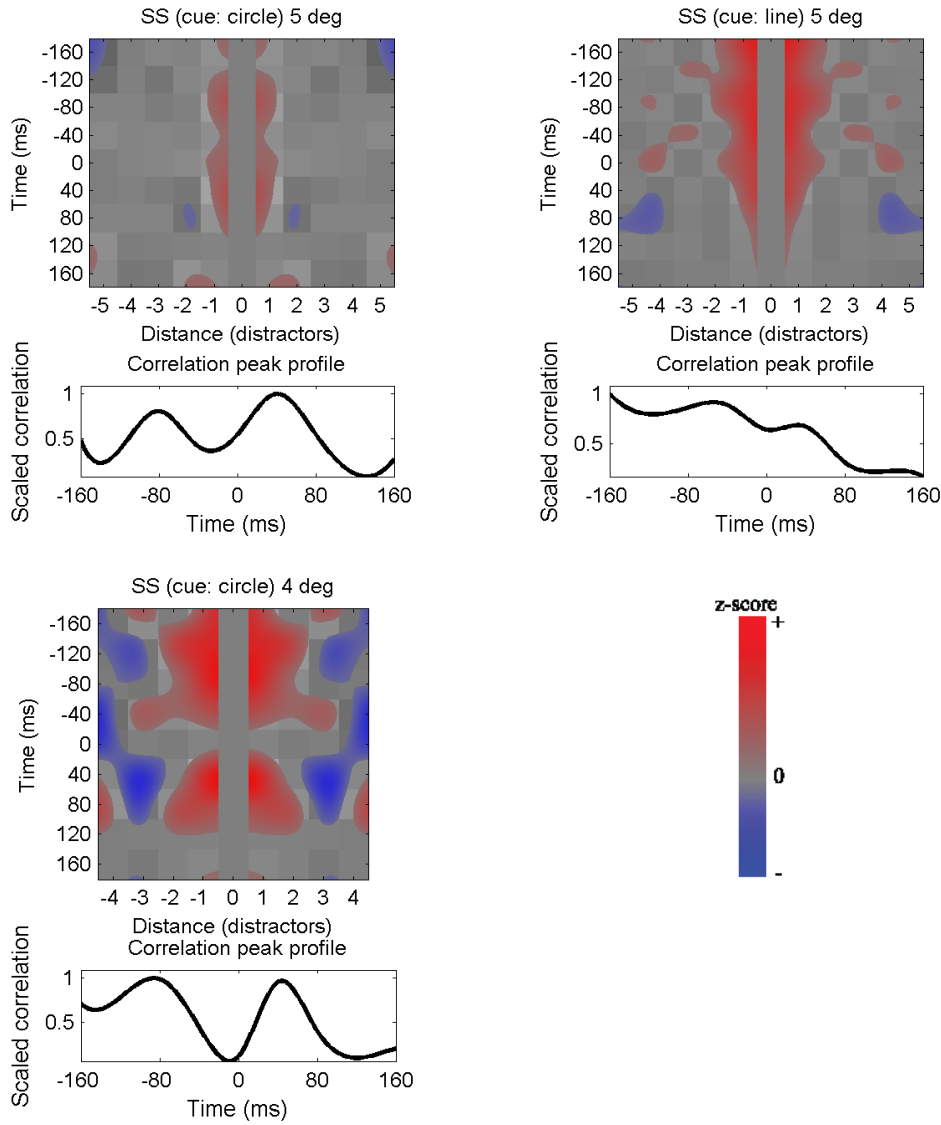 SS (cue: circle) 5 deg
Time (ms)
-160
-120
-80
-40
0
40
80
120
160
-5 -4 -3 -2 -1 0 1 2 3 4 5
Distance (distractors)
Correlation peak profile
Scaled correlation
1
0.5
-160 -80 0 80 160
Time (ms)
SS (cue: line) 5 deg
Time (ms)
-160
-120
-80
-40
0
40
80
120
160
-5 -4 -3 -2 -1 0 1 2 3 4 5
Distance (distractors)
Correlation peak profile
Scaled correlation
1
0.5
-160 -80 0 80 160
Time (ms)
SS (cue: circle) 4 deg
Time (ms)
-160
-120
-80
-40
0
40
80
120
160
-4 -3 -2 -1 0 1 2 3 4
Distance (distractors)
Correlation peak profile
Scaled correlation
1
0.5
-160 -80 0 80 160
Time (ms)
z-score
+
0
-